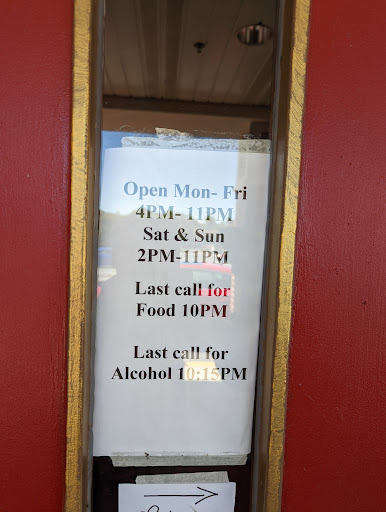 Open Mon- Fri
4PM- 11PM
Sat & Sun
2PM-11PM
Last call for
Food 10PM
Last call for
Alcohol 10:15PM